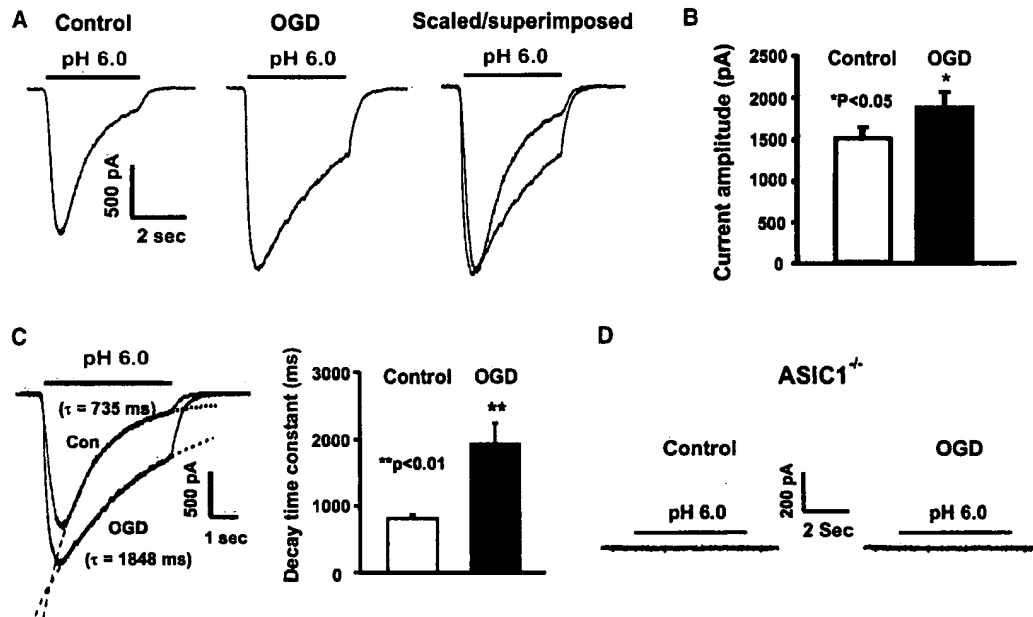 A
Control
OGD
Scaled/superimposed
pH 6.0
pH 6.0
500 pA
2 sec
B
Current amplitude (pA)
2500
2000
1500
1000
500
0
Control
OGD
*
*P<0.05
C
pH 6.0
(τ = 735 ms)
Con
OGD
(τ = 1848 ms)
500 pA
1 sec
Decay time constant (ms)
3000
2000
1000
0
Control
OGD
**
**p<0.01
D
ASIC1-/-
Control
OGD
200 pA
2 Sec
pH 6.0
pH 6.0